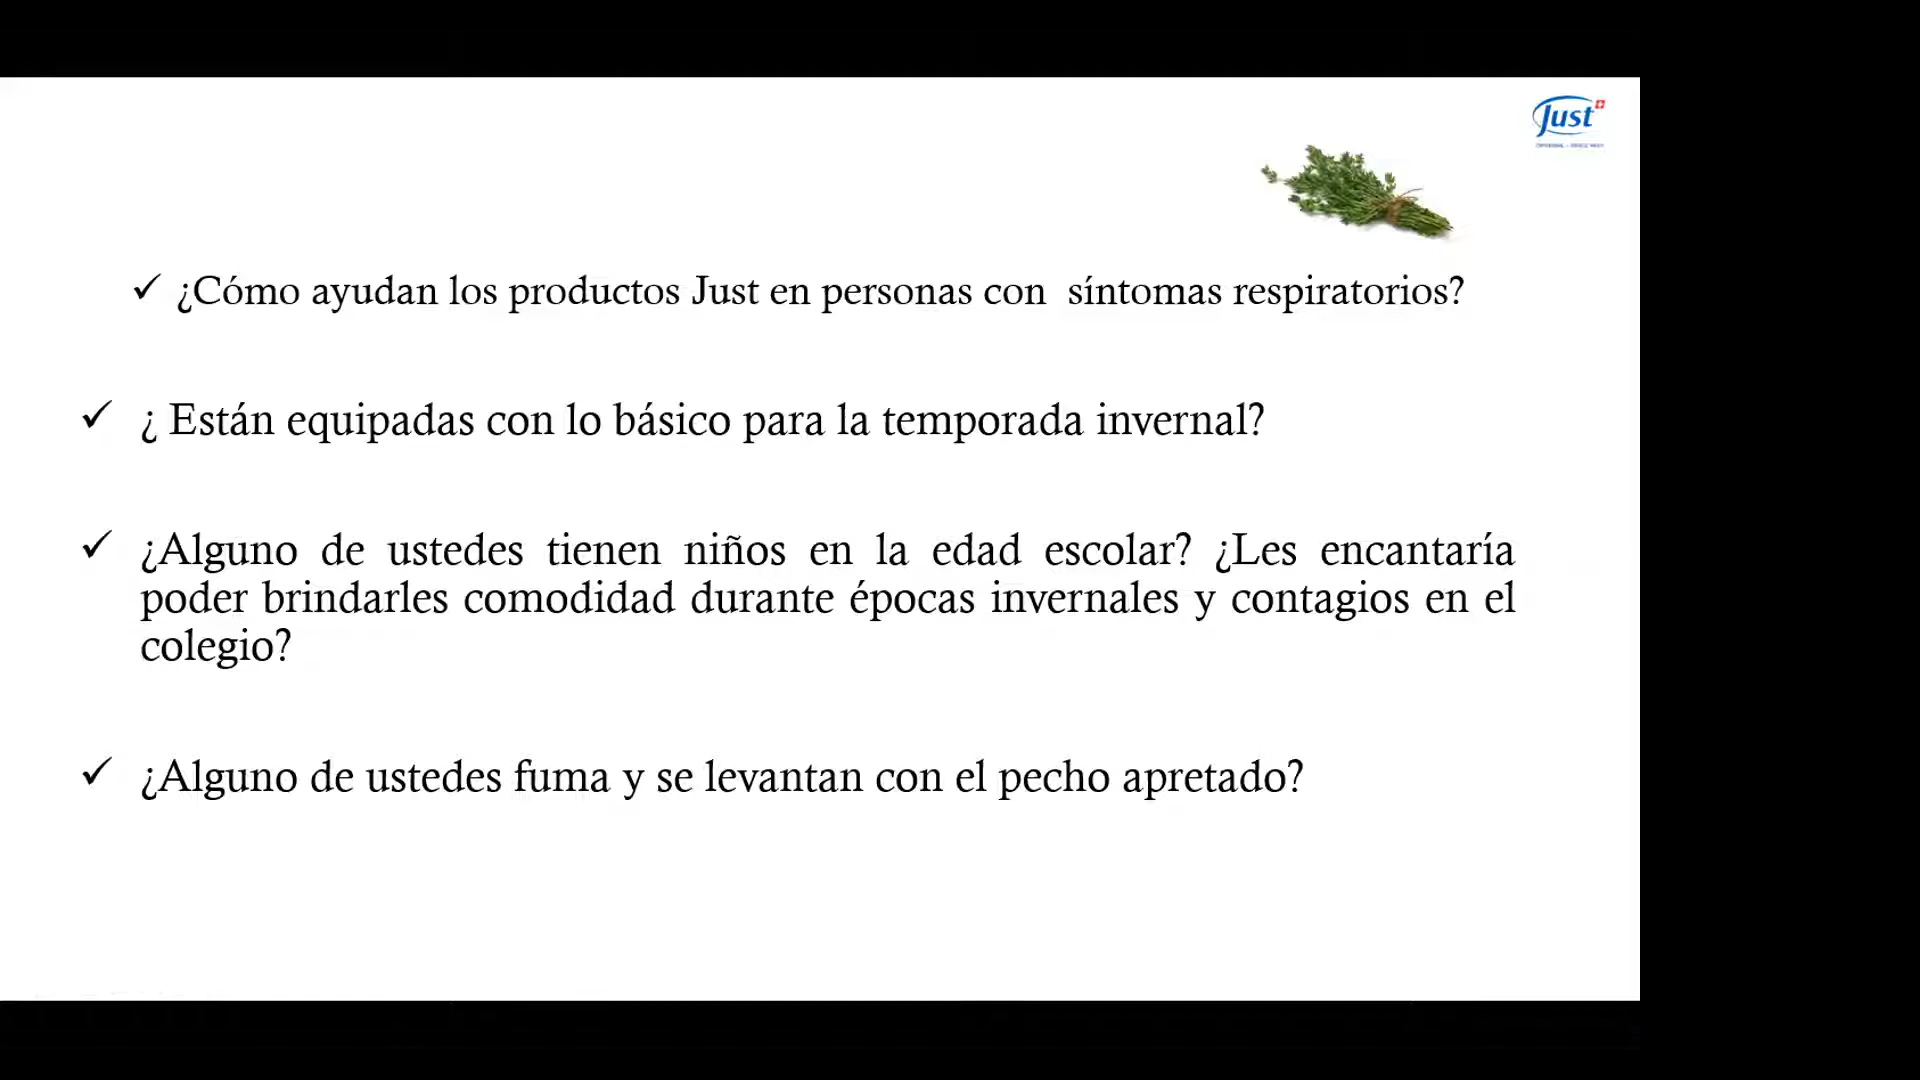 Just
¿Cómo ayudan los productos Just en personas con síntomas respiratorios?
¿ Están equipadas con lo básico para la temporada invernal?
¿Alguno de ustedes tienen niños en la edad escolar? ¿Les encantaría
poder brindarles comodidad durante épocas invernales y contagios en el
colegio?
¿Alguno de ustedes fuma y se levantan con el pecho apretado?